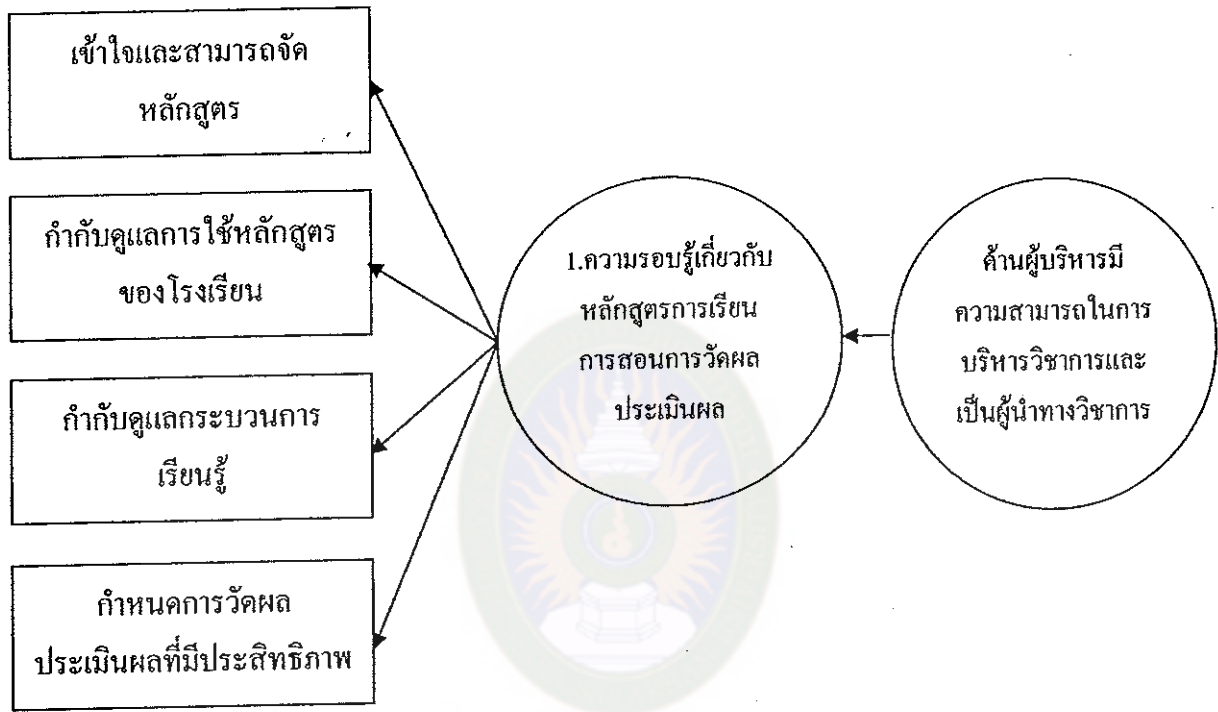 เข้าใจและสามารถจัด
หลักสูตร
กำกับดูแลการใช้หลักสูตร
ของโรงเรียน
กำกับดูแลกระบวนการ
เรียนรู้
กำหนดการวัดผล
ประเมินผลที่มีประสิทธิภาพ
1.ความรอบรู้เกี่ยวกับ
หลักสูตรการเรียน
การสอนการวัดผล
ประเมินผล
ด้านผู้บริหารมี
ความสามารถในการ
บริหารวิชาการและ
เป็นผู้นำทางวิชาการ